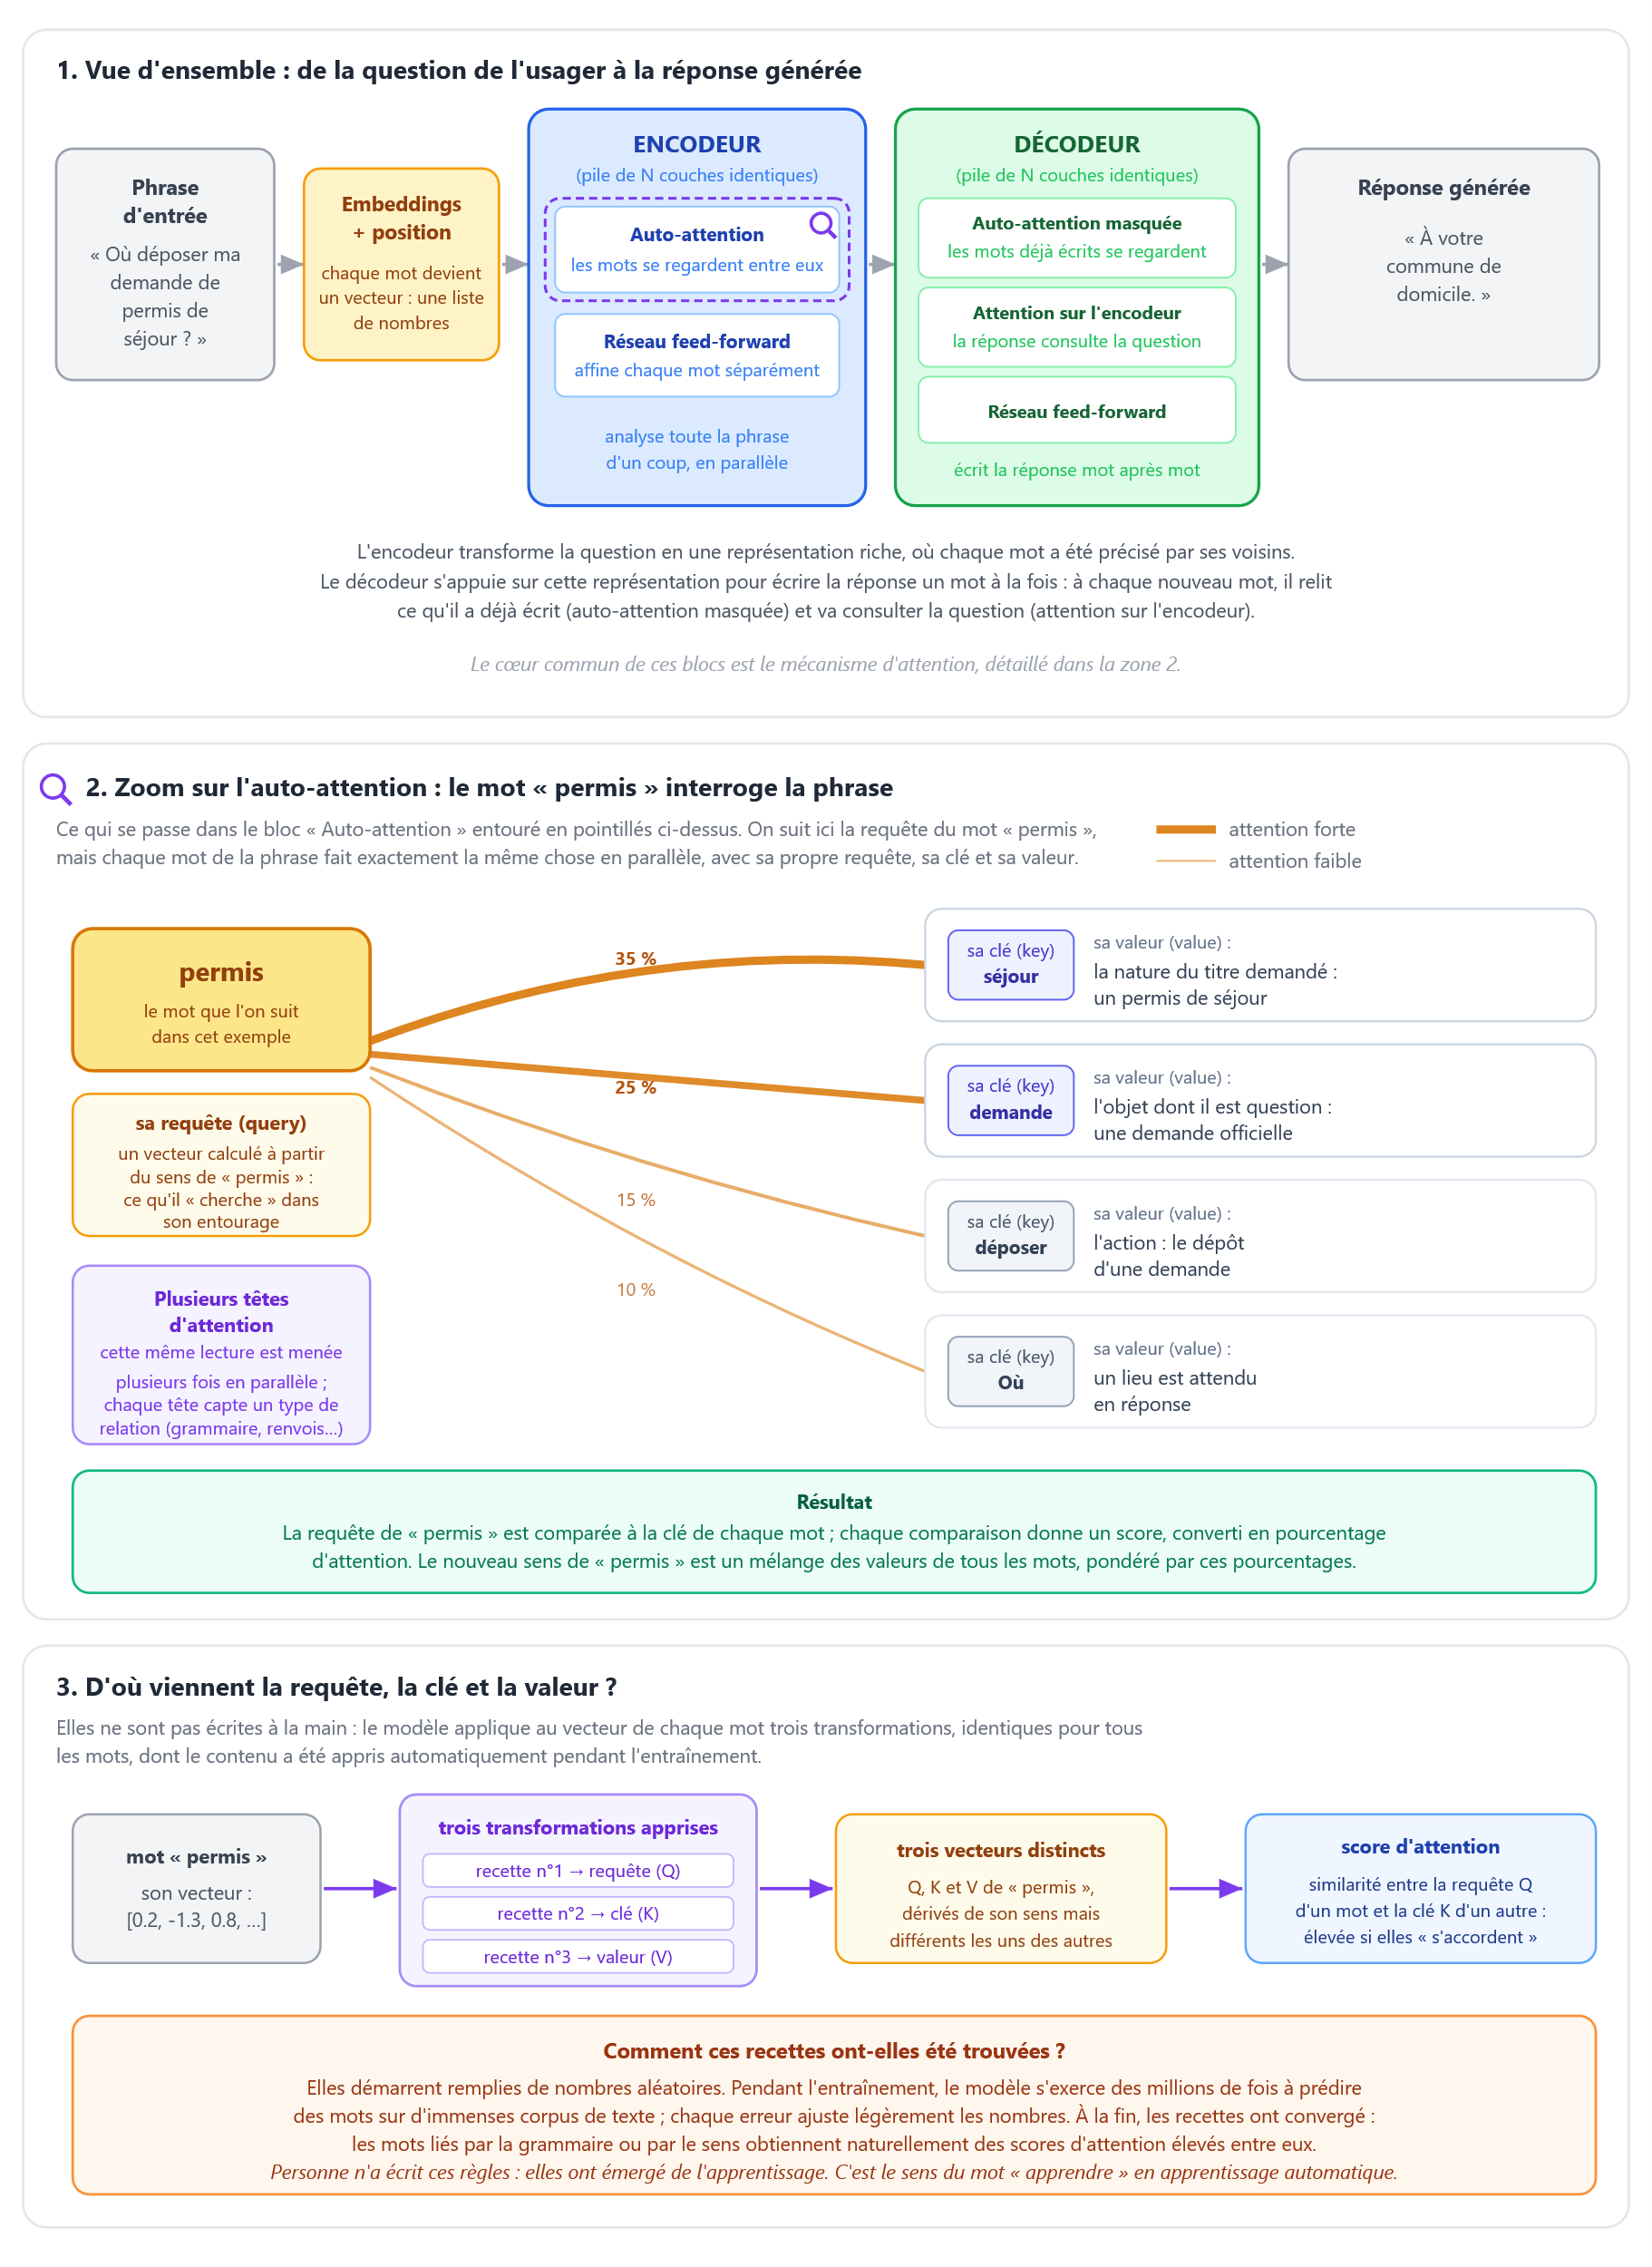 1. Vue d'ensemble : de la question de l'usager à la réponse générée
Phrase
d'entrée
« Où déposer ma
demande de
permis de
séjour ? »
Embeddings
+ position
chaque mot devient
un vecteur : une liste
de nombres
ENCODEUR
(pile de N couches identiques)
Auto-attention
les mots se regardent entre eux
Réseau feed-forward
affine chaque mot séparément
analyse toute la phrase
d'un coup, en parallèle
DÉCODEUR
(pile de N couches identiques)
Auto-attention masquée
les mots déjà écrits se regardent
Attention sur l'encodeur
la réponse consulte la question
Réseau feed-forward
écrit la réponse mot après mot
Réponse générée
« À votre
commune de
domicile. »
L'encodeur transforme la question en une représentation riche, où chaque mot a été précisé par ses voisins.
Le décodeur s'appuie sur cette représentation pour écrire la réponse un mot à la fois : à chaque nouveau mot, il relit
ce qu'il a déjà écrit (auto-attention masquée) et va consulter la question (attention sur l'encodeur).
Le cœur commun de ces blocs est le mécanisme d'attention, détaillé dans la zone 2.
2. Zoom sur l'auto-attention : le mot « permis » interroge la phrase
Ce qui se passe dans le bloc « Auto-attention » entouré en pointillés ci-dessus. On suit ici la requête du mot « permis »,
mais chaque mot de la phrase fait exactement la même chose en parallèle, avec sa propre requête, sa clé et sa valeur.
attention forte
attention faible
permis
le mot que l'on suit
dans cet exemple
sa requête (query)
un vecteur calculé à partir
du sens de « permis » :
ce qu'il « cherche » dans
son entourage
Plusieurs têtes
d'attention
cette même lecture est menée
plusieurs fois en parallèle ;
chaque tête capte un type de
relation (grammaire, renvois…)
35 %
25 %
15 %
10 %
sa clé (key)
séjour
sa valeur (value) :
la nature du titre demandé :
un permis de séjour
sa clé (key)
demande
sa valeur (value) :
l'objet dont il est question :
une demande officielle
sa clé (key)
déposer
sa valeur (value) :
l'action : le dépôt
d'une demande
sa clé (key)
Où
sa valeur (value) :
un lieu est attendu
en réponse
Résultat
La requête de « permis » est comparée à la clé de chaque mot ; chaque comparaison donne un score, converti en pourcentage
d'attention. Le nouveau sens de « permis » est un mélange des valeurs de tous les mots, pondéré par ces pourcentages.
3. D'où viennent la requête, la clé et la valeur ?
Elles ne sont pas écrites à la main : le modèle applique au vecteur de chaque mot trois transformations, identiques pour tous
les mots, dont le contenu a été appris automatiquement pendant l'entraînement.
mot « permis »
son vecteur :
[0.2, -1.3, 0.8, …]
trois transformations apprises
recette n°1 → requête (Q)
recette n°2 → clé (K)
recette n°3 → valeur (V)
trois vecteurs distincts
Q, K et V de « permis »,
dérivés de son sens mais
différents les uns des autres
score d'attention
similarité entre la requête Q
d'un mot et la clé K d'un autre :
élevée si elles « s'accordent »
Comment ces recettes ont-elles été trouvées ?
Elles démarrent remplies de nombres aléatoires. Pendant l'entraînement, le modèle s'exerce des millions de fois à prédire
des mots sur d'immenses corpus de texte ; chaque erreur ajuste légèrement les nombres. À la fin, les recettes ont convergé :
les mots liés par la grammaire ou par le sens obtiennent naturellement des scores d'attention élevés entre eux.
Personne n'a écrit ces règles : elles ont émergé de l'apprentissage. C'est le sens du mot « apprendre » en apprentissage automatique.